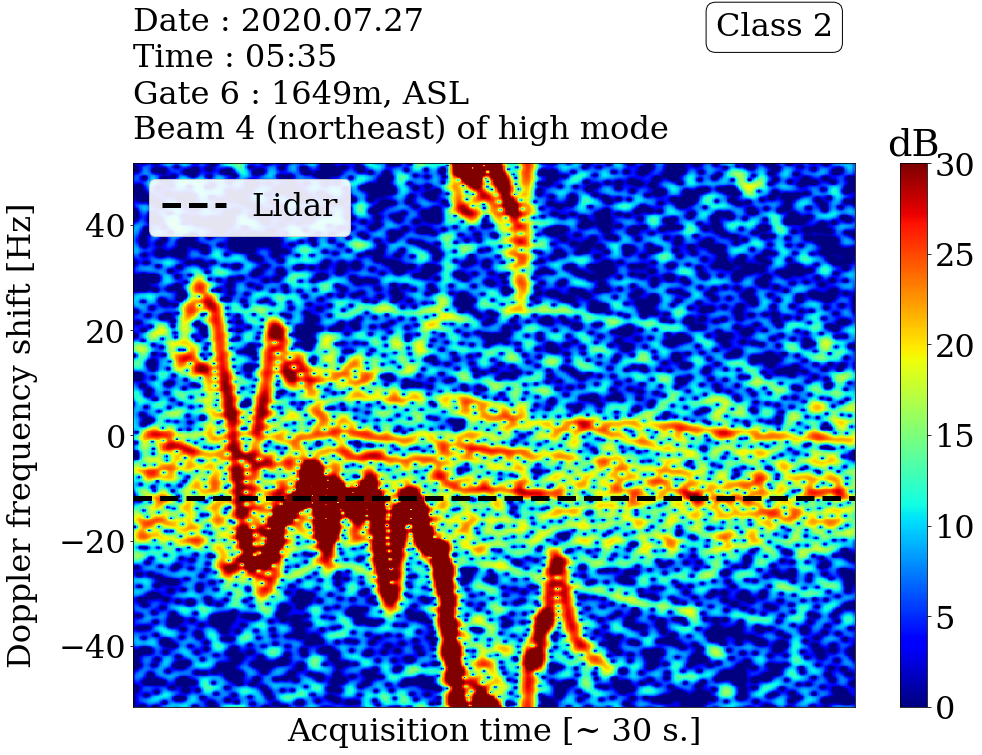 Date : 2020.07.27
Time : 05:35
Gate 6 : 1649m, ASL
Beam 4 (northeast) of high mode
Class 2
dB
Lidar
Doppler frequency shift [Hz]
40
20
0
−20
−40
Acquisition time [~ 30 s.]
30
25
20
15
10
5
0